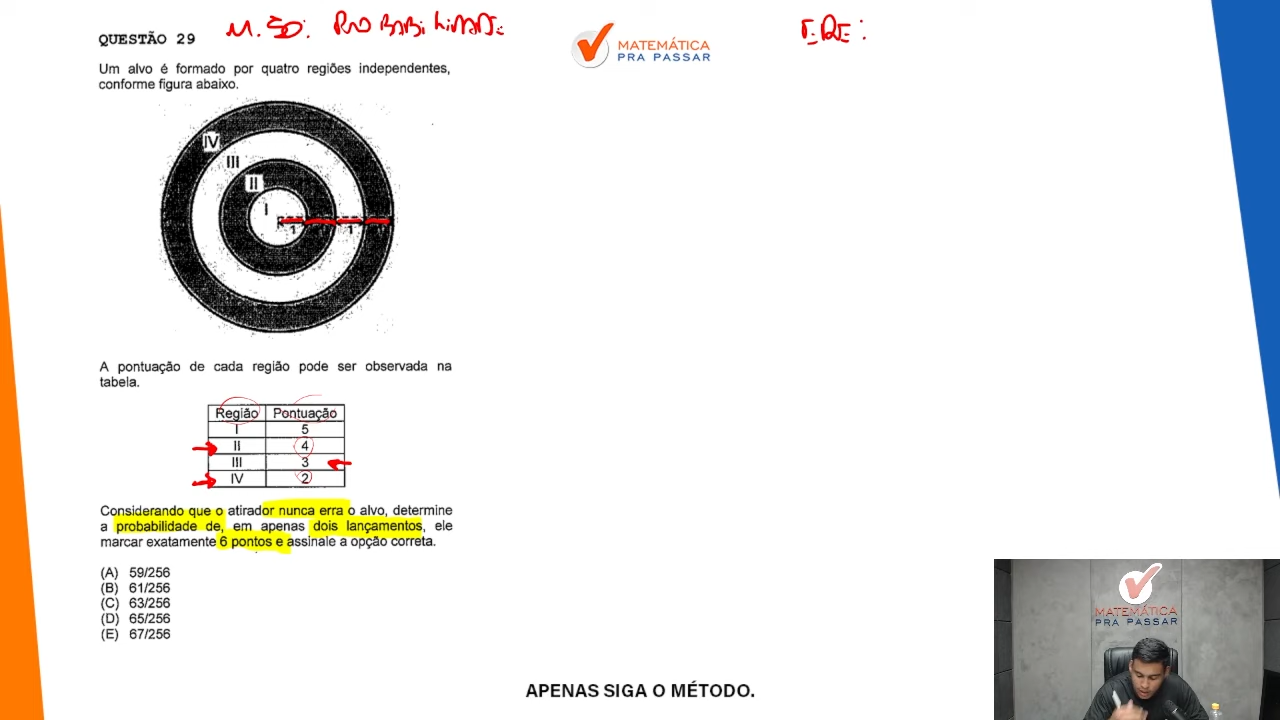 QUESTÃO 29
M.SD: PROBABILIDADE
MATEMÁTICA
PRA PASSAR
Um alvo é formado por quatro regiões independentes,
conforme figura abaixo.
IV
III
II
I
1 1 1 1
A pontuação de cada região pode ser observada na
tabela.
Região Pontuação
I 5
II 4
III 3
IV 2
Considerando que o atirador nunca erra o alvo, determine
a probabilidade de, em apenas dois lançamentos, ele
marcar exatamente 6 pontos e assinale a opção correta.
(A) 59/256
(B) 61/256
(C) 63/256
(D) 65/256
(E) 67/256
MATEMÁTICA
PRA PASSAR
APENAS SIGA O MÉTODO.